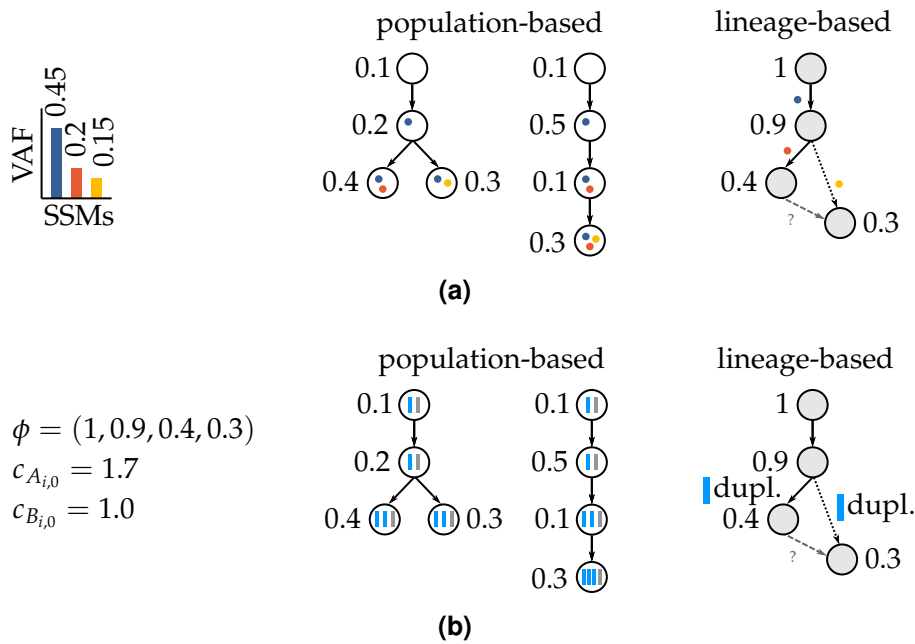 population-based
lineage-based
0.1
0.1
1
0.45
0.2
0.15
VAF
SSMs
0.2
0.5
0.9
0.4
0.3
0.1
0.4
?
0.3
0.3
(a)
population-based
lineage-based
0.1
0.1
1
ϕ = (1, 0.9, 0.4, 0.3)
c_{A_{i,0}} = 1.7
c_{B_{i,0}} = 1.0
0.2
0.5
0.9
dupl.
dupl.
0.4
0.3
0.1
0.4
?
0.3
0.3
(b)